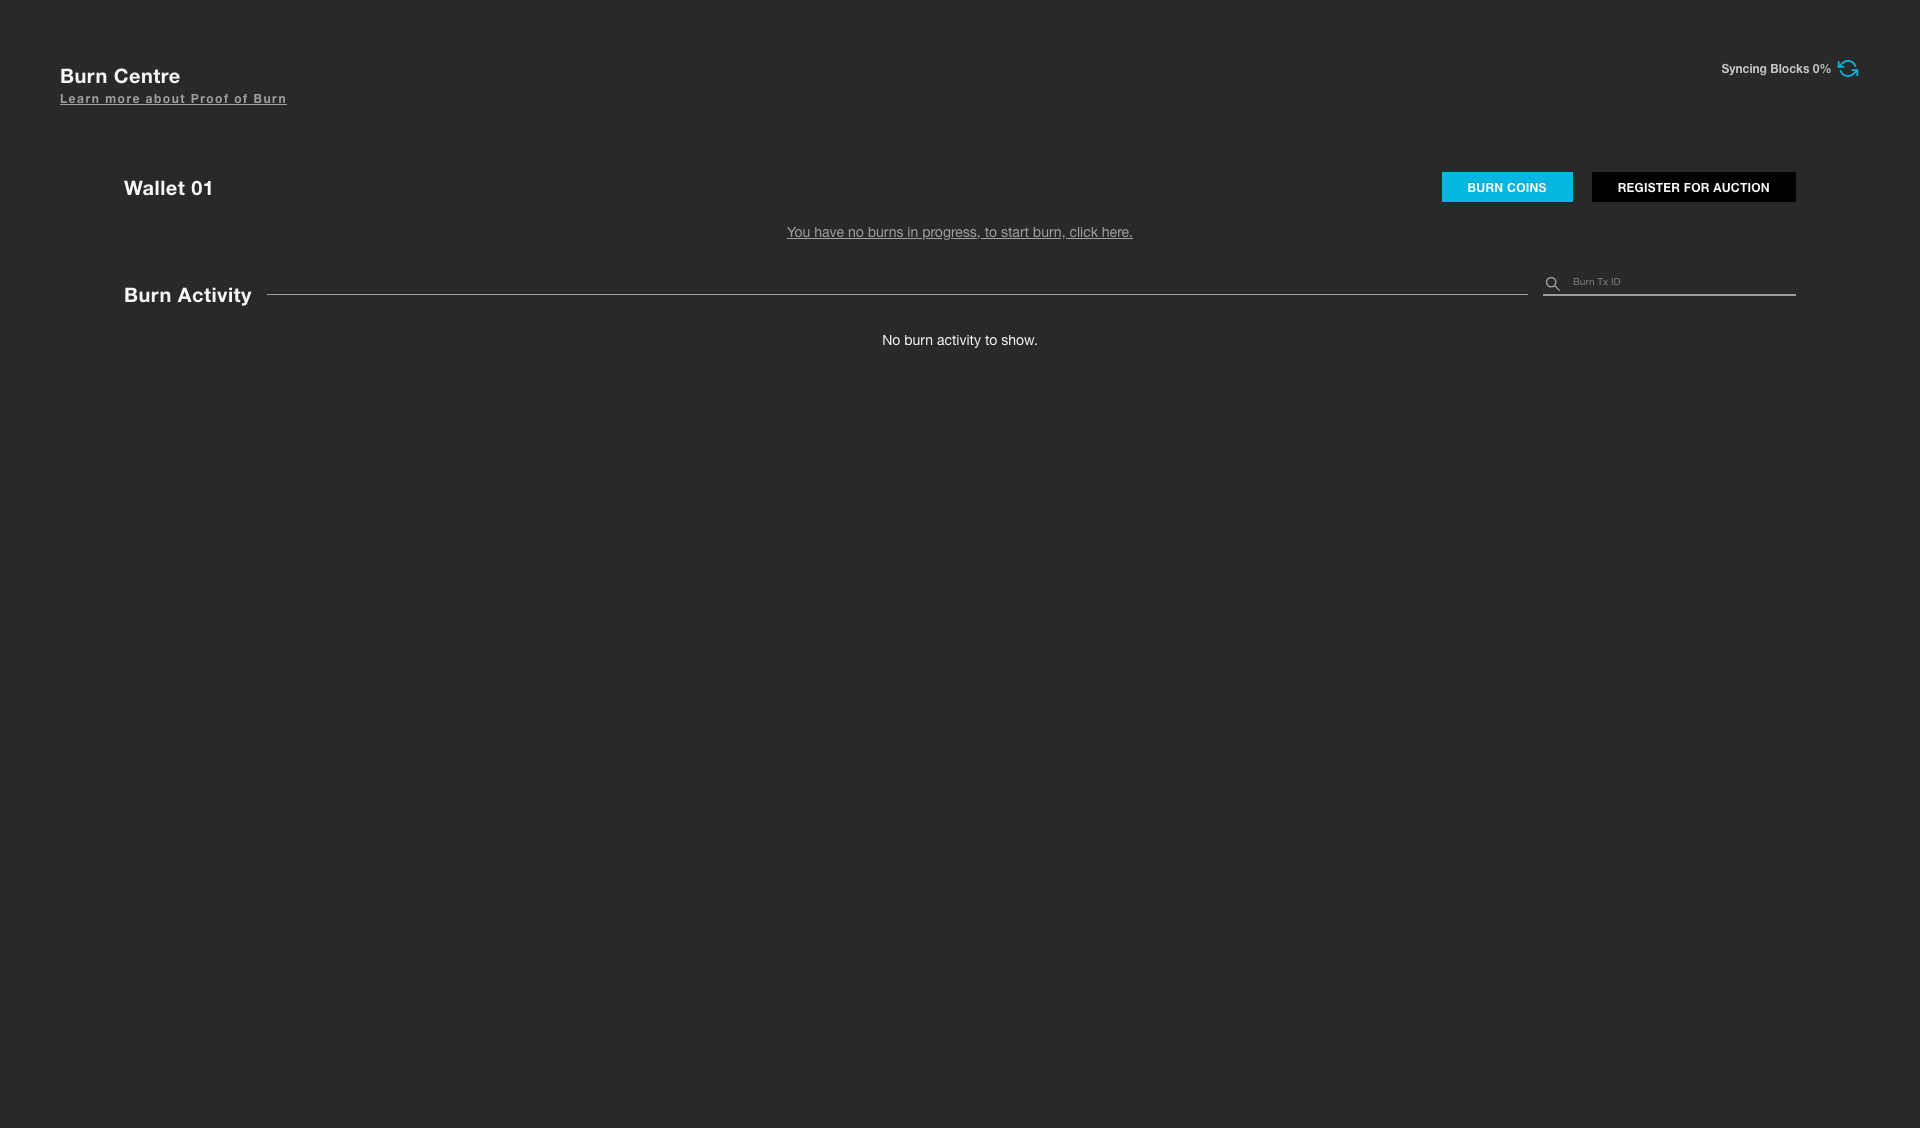 Burn Centre
Syncing Blocks 0%
Learn more about Proof of Burn
Wallet 01
BURN COINS
REGISTER FOR AUCTION
You have no burns in progress, to start burn, click here.
Burn Activity
Burn Tx ID
No burn activity to show.